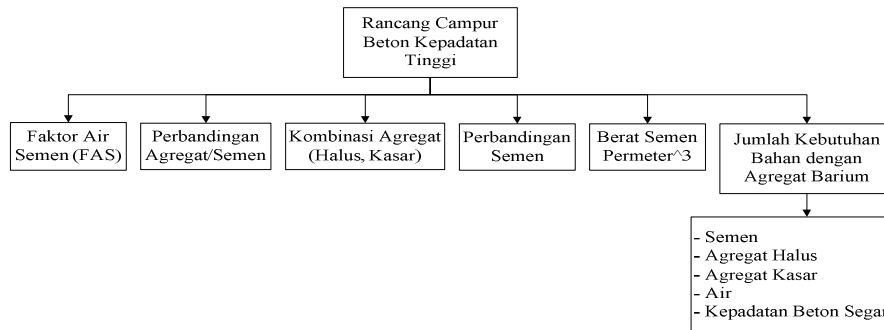 Rancang Campur
Beton Kepadatan
Tinggi
Faktor Air
Semen (FAS)
Perbandingan
Agregat/Semen
Kombinasi Agregat
(Halus, Kasar)
Perbandingan
Semen
Berat Semen
Permeter^3
Jumlah Kebutuhan
Bahan dengan
Agregat Barium
- Semen
- Agregat Halus
- Agregat Kasar
- Air
- Kepadatan Beton Segar